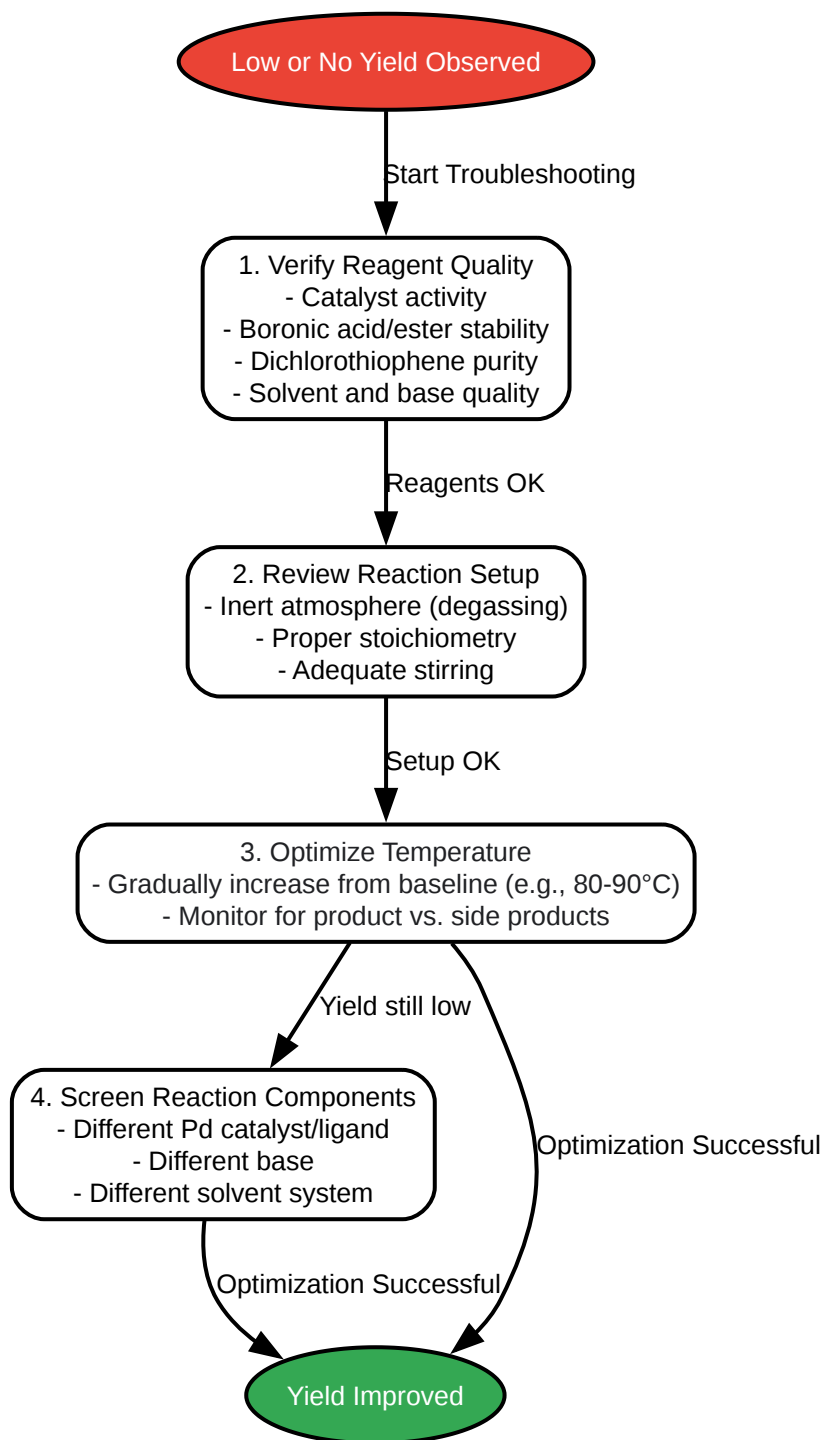 Low or No Yield Observed
Start Troubleshooting
1. Verify Reagent Quality
- Catalyst activity
- Boronic acid/ester stability
- Dichlorothiophene purity
- Solvent and base quality
Reagents OK
2. Review Reaction Setup
- Inert atmosphere (degassing)
- Proper stoichiometry
- Adequate stirring
Setup OK
3. Optimize Temperature
- Gradually increase from baseline (e.g., 80-90°C)
- Monitor for product vs. side products
Yield still low
4. Screen Reaction Components
- Different Pd catalyst/ligand
- Different base
- Different solvent system
Optimization Successful
Optimization Successful
Yield Improved